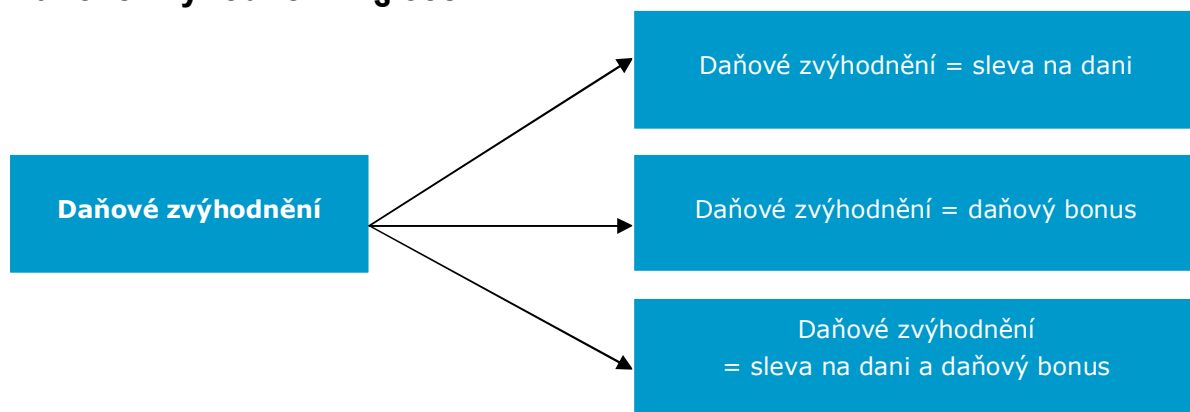 Daňové zvýhodnění = sleva na dani
Daňové zvýhodnění
Daňové zvýhodnění = daňový bonus
Daňové zvýhodnění
= sleva na dani a daňový bonus